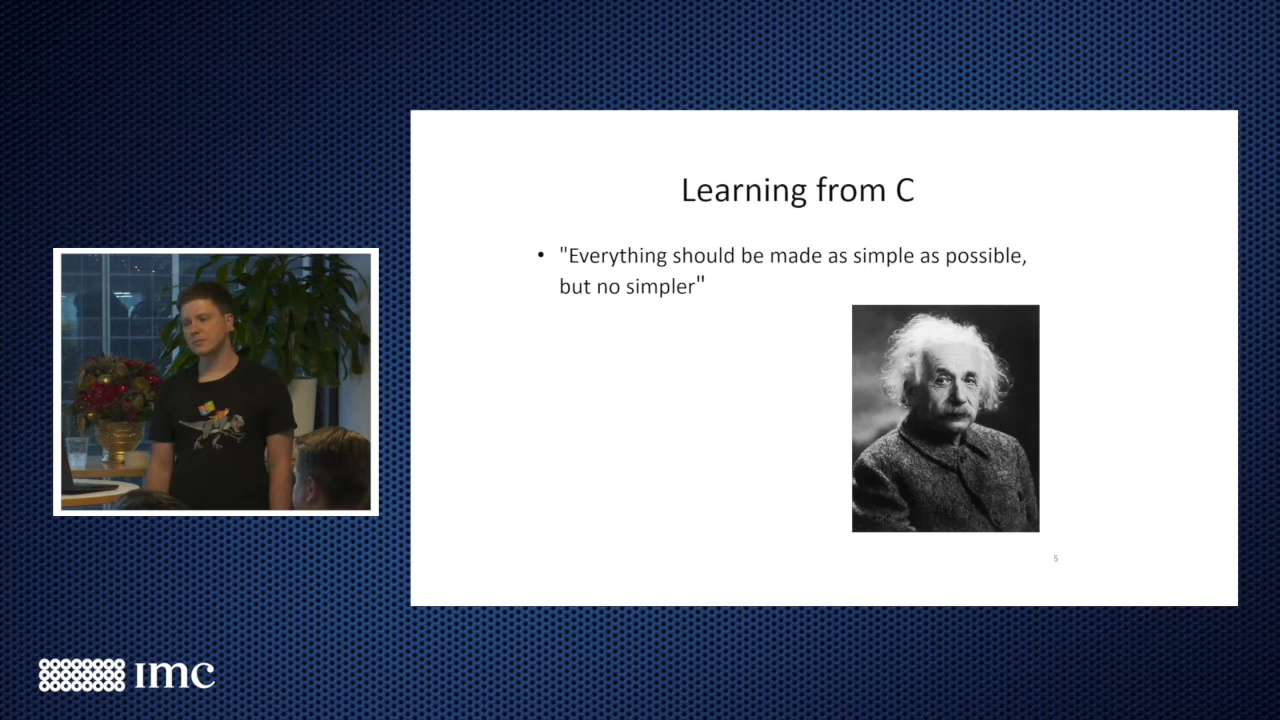 Learning from C
• "Everything should be made as simple as possible,
but no simpler"
5
imc